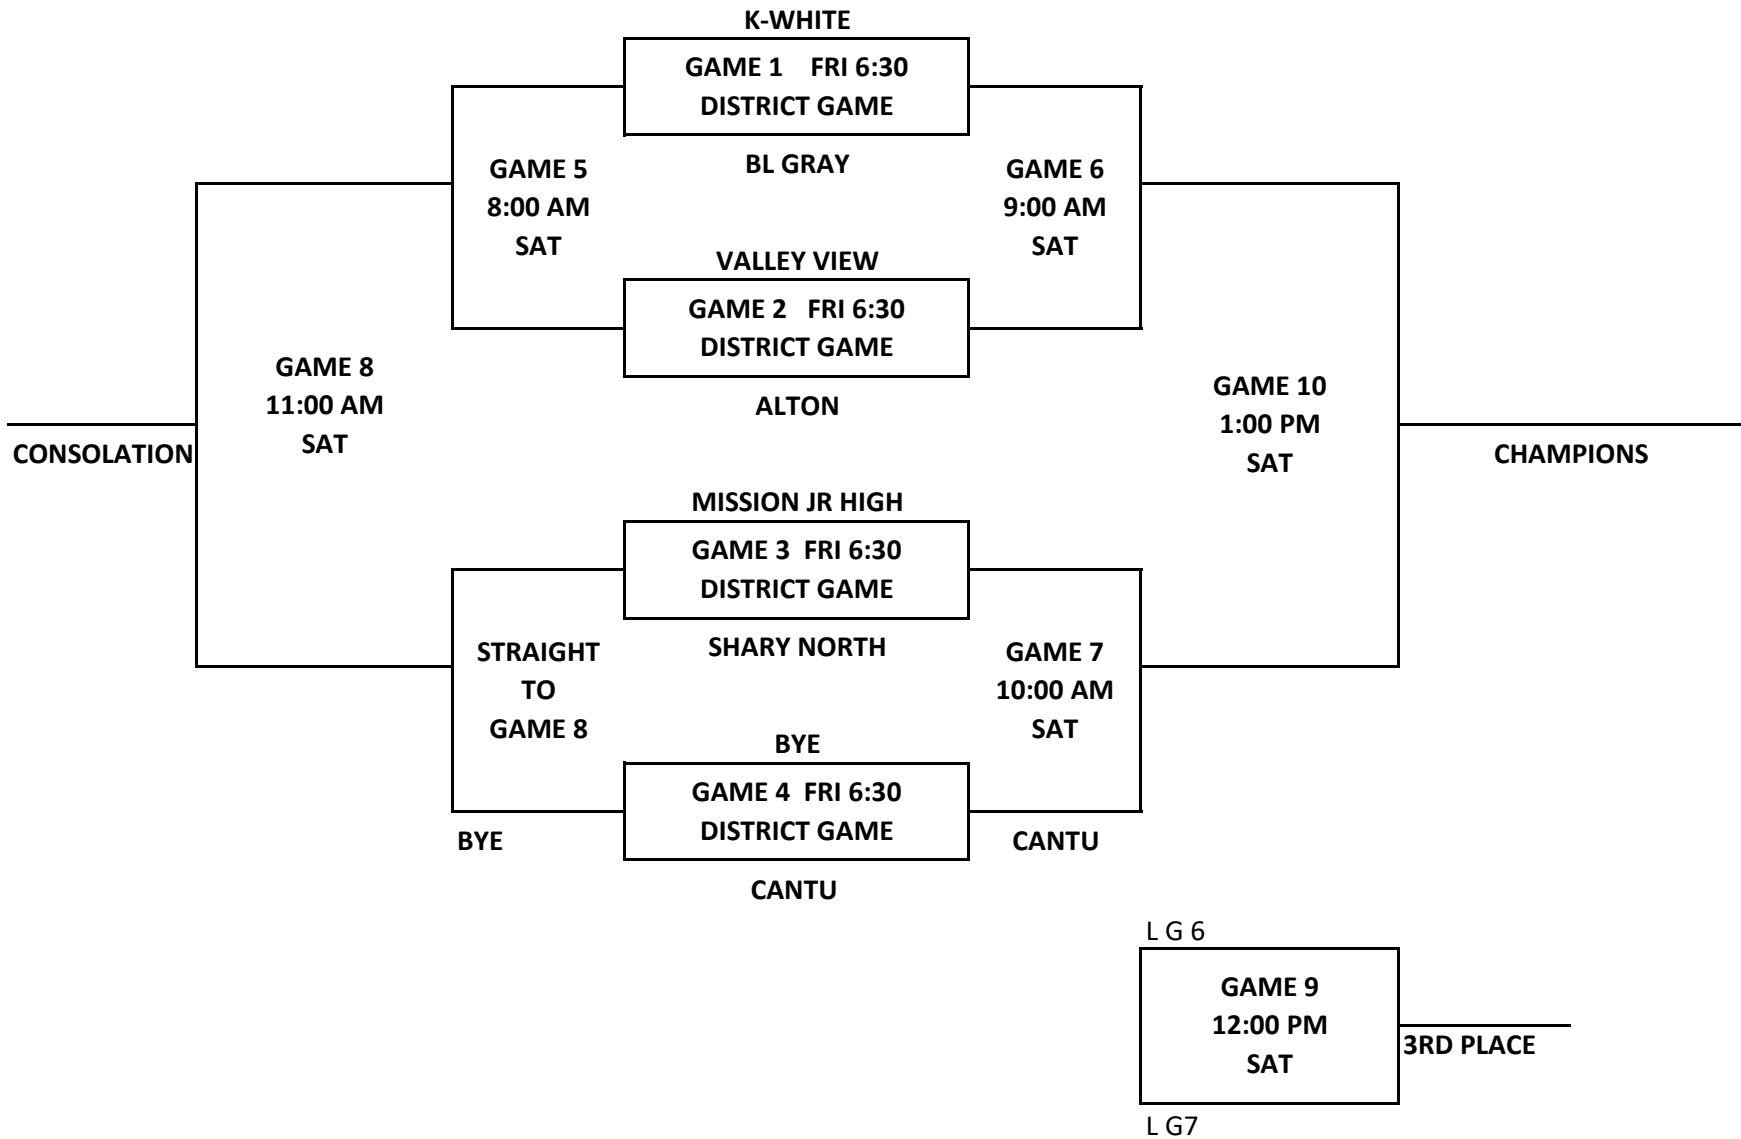 K-WHITE
GAME 1 FRI 6:30
DISTRICT GAME
BL GRAY
GAME 5
8:00 AM
SAT
GAME 6
9:00 AM
SAT
VALLEY VIEW
GAME 2 FRI 6:30
DISTRICT GAME
ALTON
GAME 8
11:00 AM
SAT
CONSOLATION
GAME 10
1:00 PM
SAT
CHAMPIONS
MISSION JR HIGH
GAME 3 FRI 6:30
DISTRICT GAME
SHARY NORTH
STRAIGHT
TO
GAME 8
GAME 7
10:00 AM
SAT
BYE
GAME 4 FRI 6:30
DISTRICT GAME
BYE
CANTU
CANTU
L G 6
GAME 9
12:00 PM
SAT
3RD PLACE
L G7